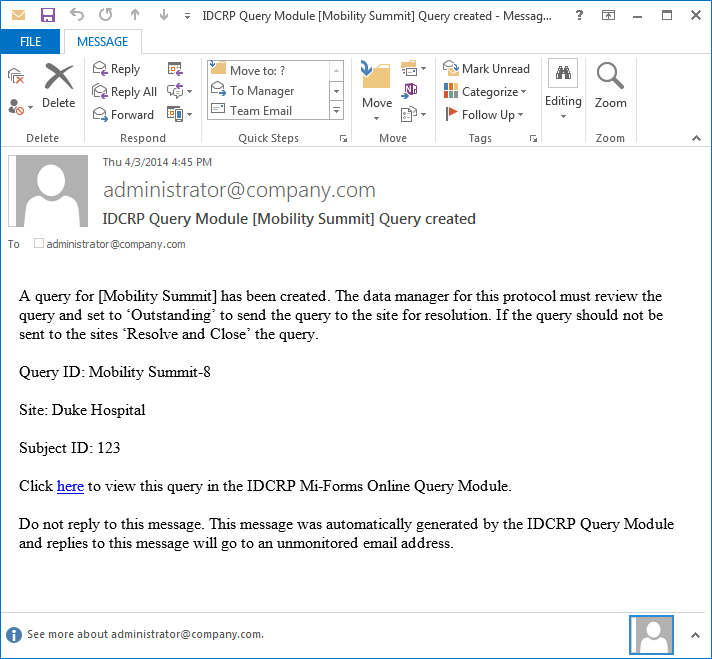 IDCRP Query Module [Mobility Summit] Query created - Messag... ?
FILE MESSAGE
Delete
Reply
Reply All
Forward
Move to: ?
To Manager
Team Email
Move
Mark Unread
Categorize
Follow Up
Editing
Zoom
Delete Respond Quick Steps Move Tags Zoom
Thu 4/3/2014 4:45 PM
administrator@company.com
IDCRP Query Module [Mobility Summit] Query created
To administrator@company.com
A query for [Mobility Summit] has been created. The data manager for this protocol must review the
query and set to ‘Outstanding’ to send the query to the site for resolution. If the query should not be
sent to the sites ‘Resolve and Close’ the query.
Query ID: Mobility Summit-8
Site: Duke Hospital
Subject ID: 123
Click here to view this query in the IDCRP Mi-Forms Online Query Module.
Do not reply to this message. This message was automatically generated by the IDCRP Query Module
and replies to this message will go to an unmonitored email address.
See more about administrator@company.com.